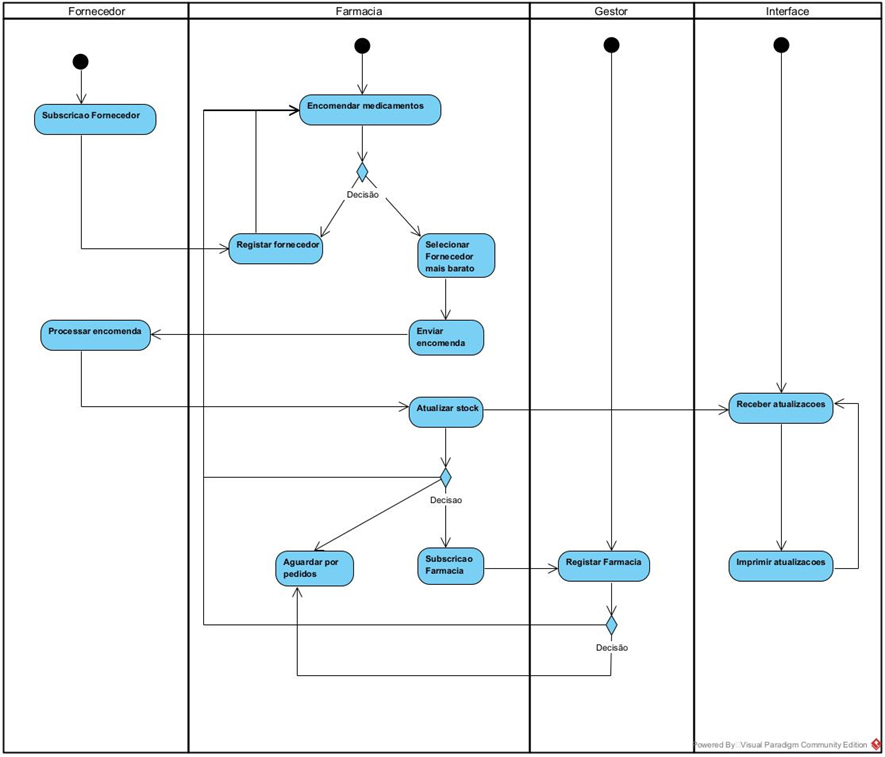 Fornecedor
Farmacia
Gestor
Interface
Subscricao Fornecedor
Encomendar medicamentos
Decisão
Registar fornecedor
Selecionar
Fornecedor
mais barato
Processar encomenda
Enviar
encomenda
Atualizar stock
Receber atualizacoes
Decisao
Aguardar por
pedidos
Subscricao
Farmacia
Registar Farmacia
Imprimir atualizacoes
Decisão
Powered By: Visual Paradigm Community Edition